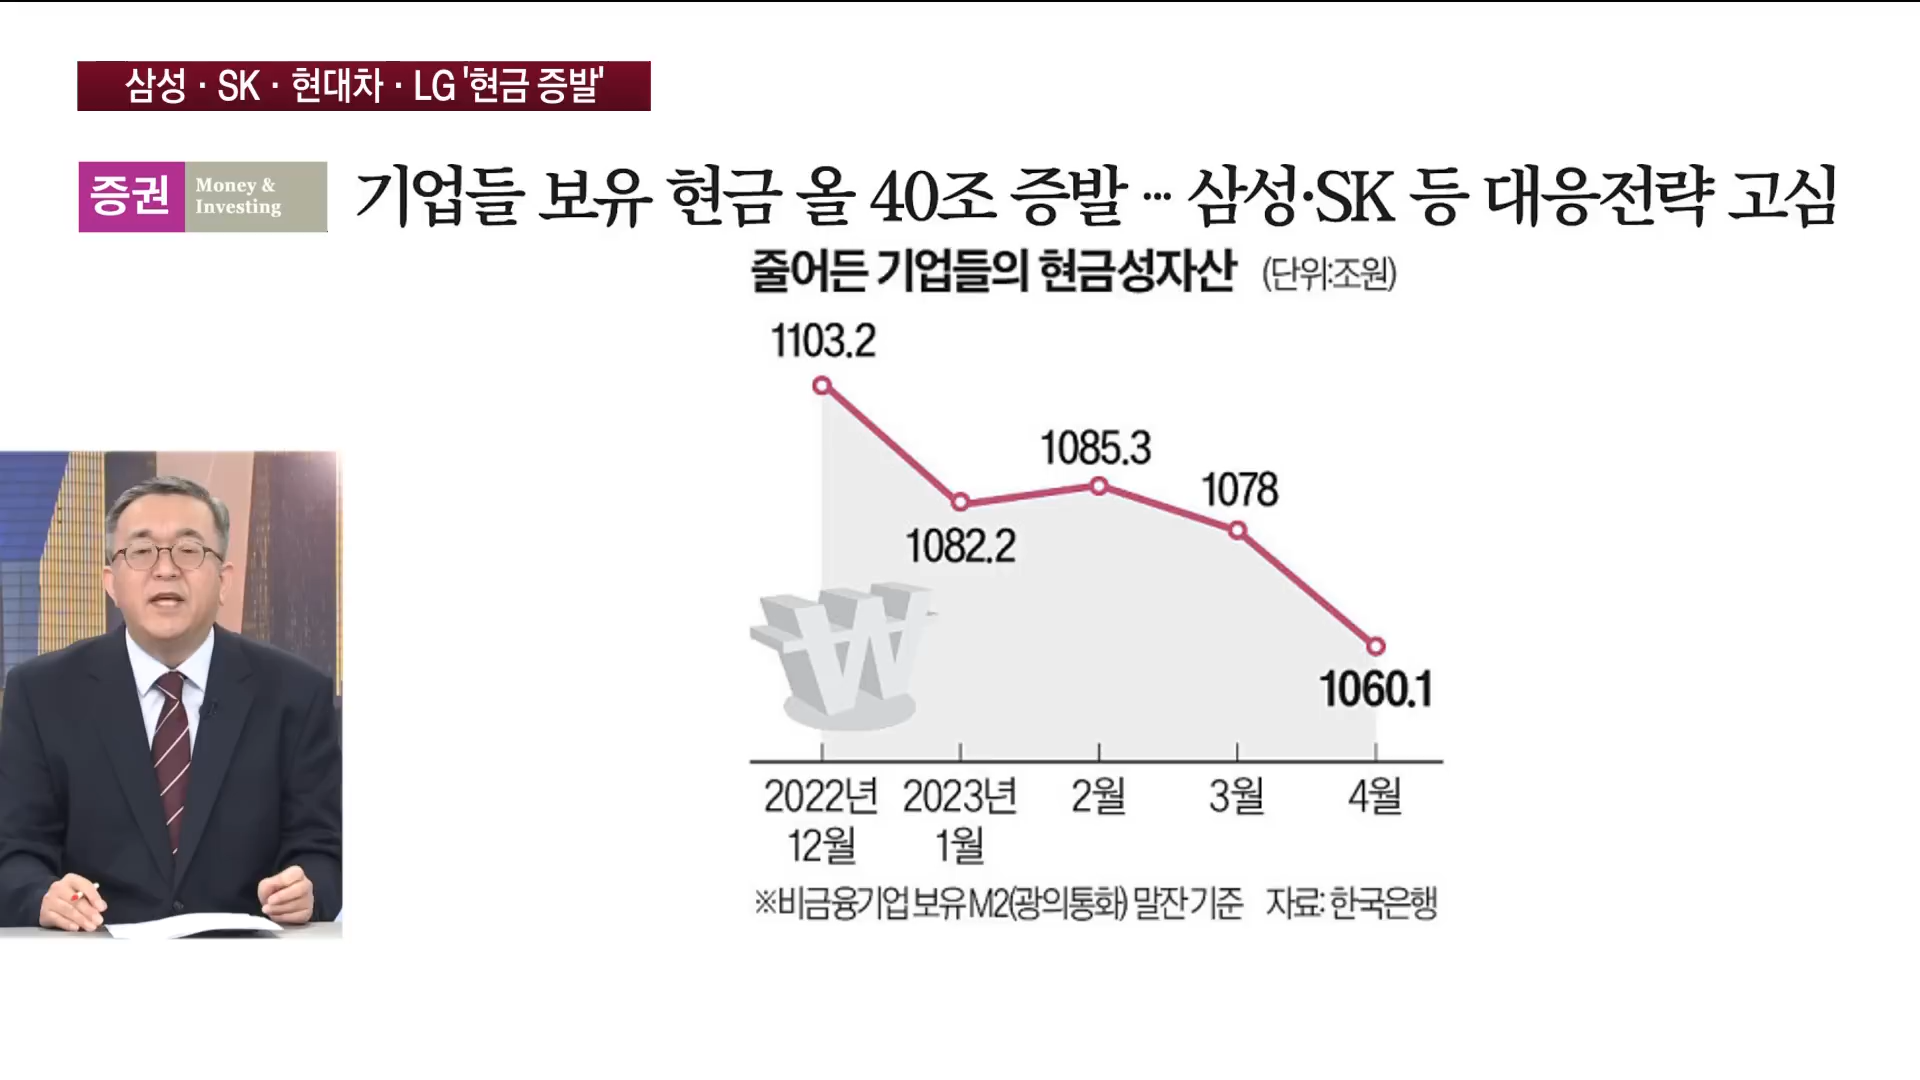 삼성 · SK · 현대차 · LG '현금 증발'
증권
Money &
Investing
기업들 보유 현금 올 40조 증발 … 삼성·SK 등 대응전략 고심
줄어든 기업들의 현금성자산 (단위:조원)
1103.2
1085.3
1078
1082.2
1060.1
2022년 2023년 2월 3월 4월
12월 1월
※비금융기업 보유 M2(광의통화) 말잔 기준 자료: 한국은행